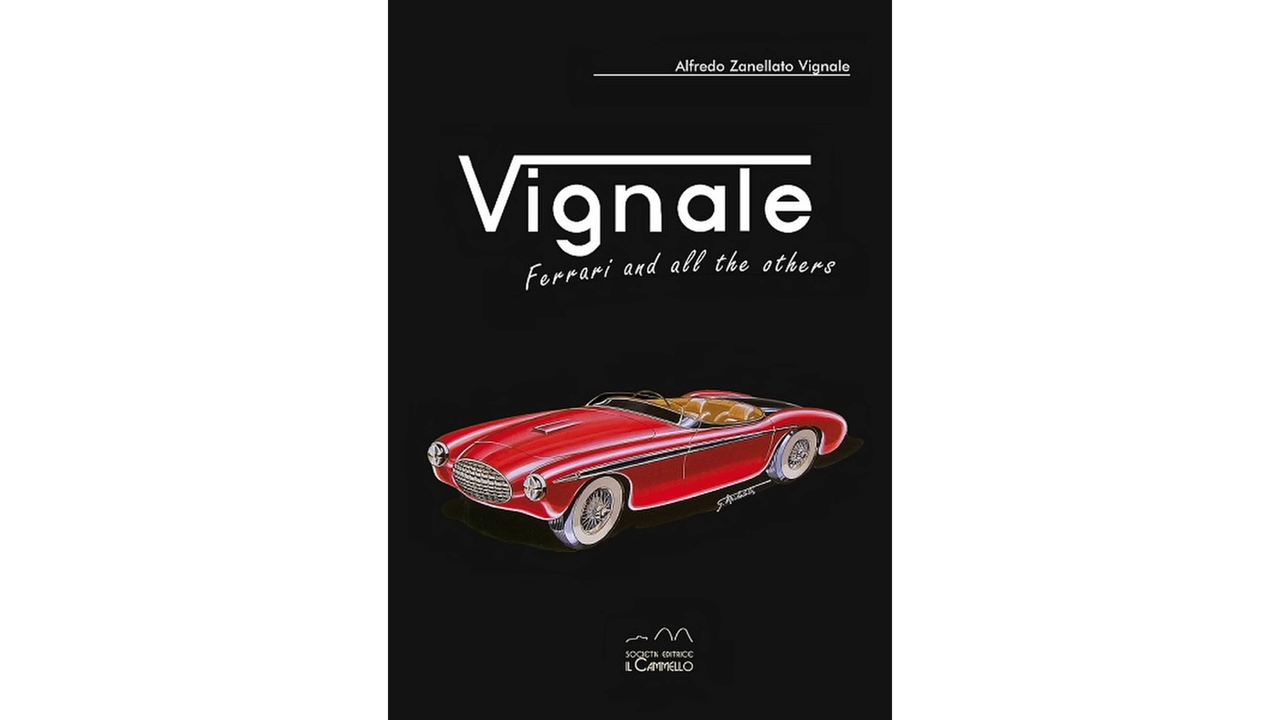 Alfredo Zanellato Vignale
Vignale
Ferrari and all the others
SOCIETÀ EDITRICE
IL CAMMELLO